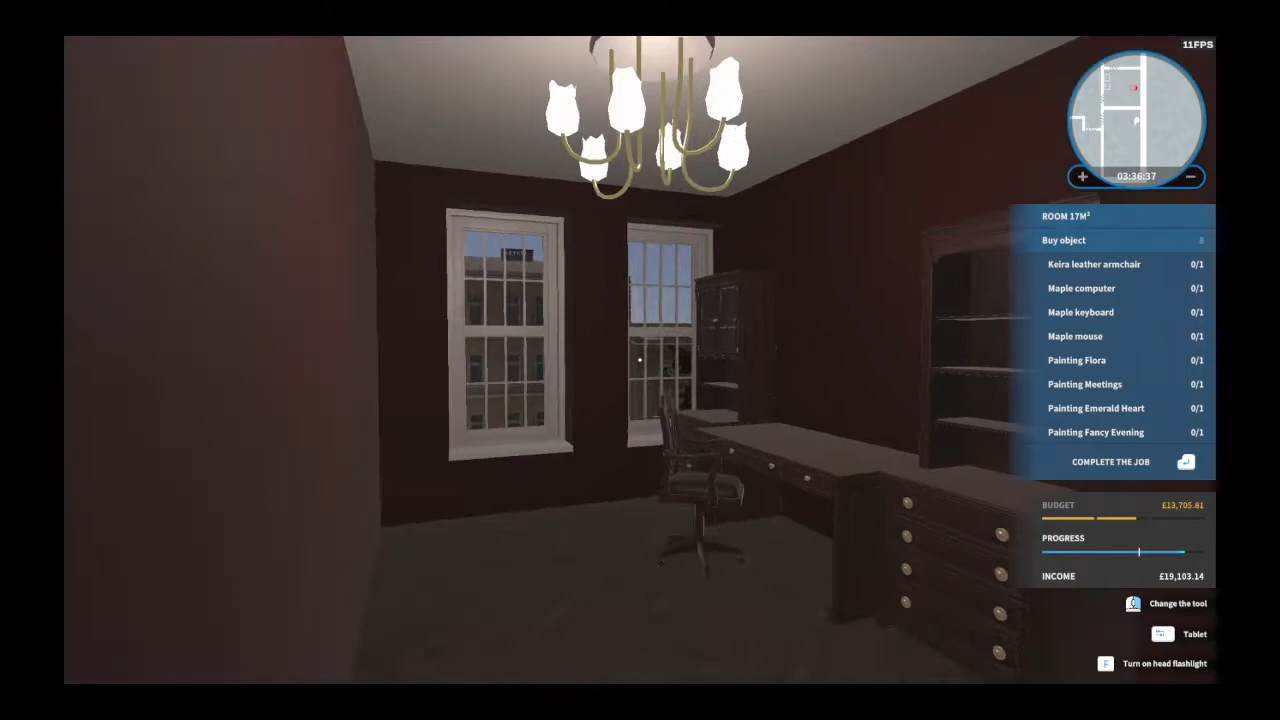 11FPS
03:36:37
ROOM 17M²
Buy object 8
Keira leather armchair 0/1
Maple computer 0/1
Maple keyboard 0/1
Maple mouse 0/1
Painting Flora 0/1
Painting Meetings 0/1
Painting Emerald Heart 0/1
Painting Fancy Evening 0/1
COMPLETE THE JOB
BUDGET £13,705.81
PROGRESS
INCOME £19,103.14
Change the tool
Tablet
F Turn on head flashlight